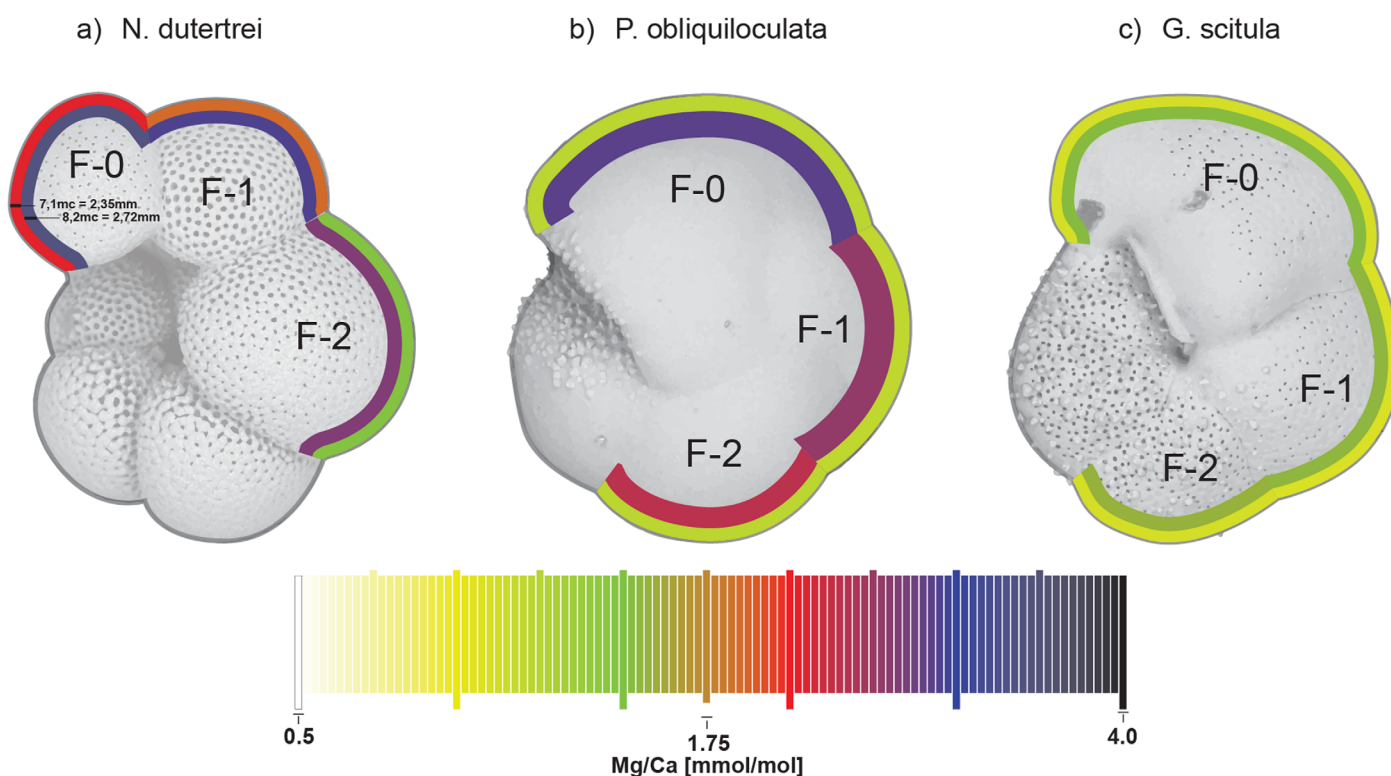 a) N. dutertrei
b) P. obliquiloculata
c) G. scitula
F-0
F-1
7,1mc = 2,35mm
8,2mc = 2,72mm
F-2
F-0
F-1
F-2
F-0
F-1
F-2
0.5
1.75
4.0
Mg/Ca [mmol/mol]